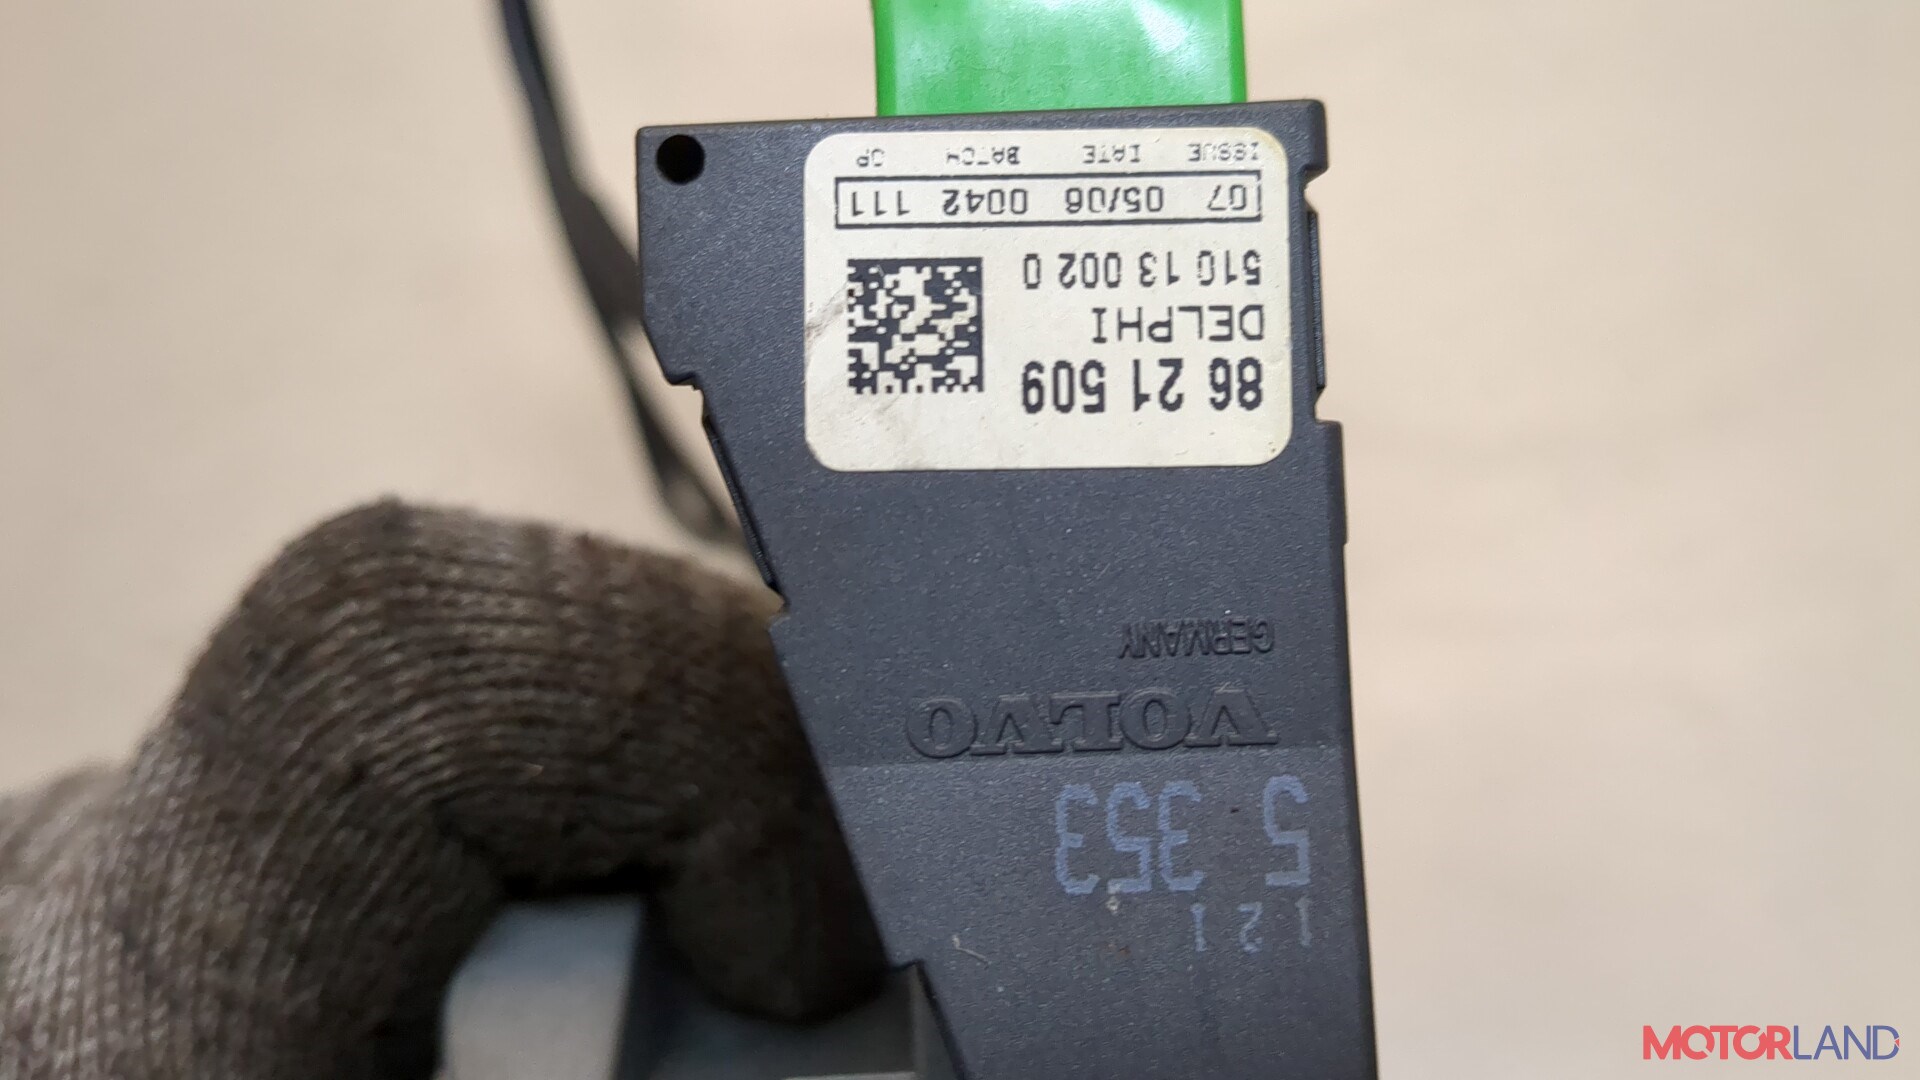 1 2 1
5 353
VOLVO
GERMANY
86 21 509
DELPHI
510 13 002 0
07 05/06 0042 111
ISSUE DATE BATCH OP
MOTORLAND